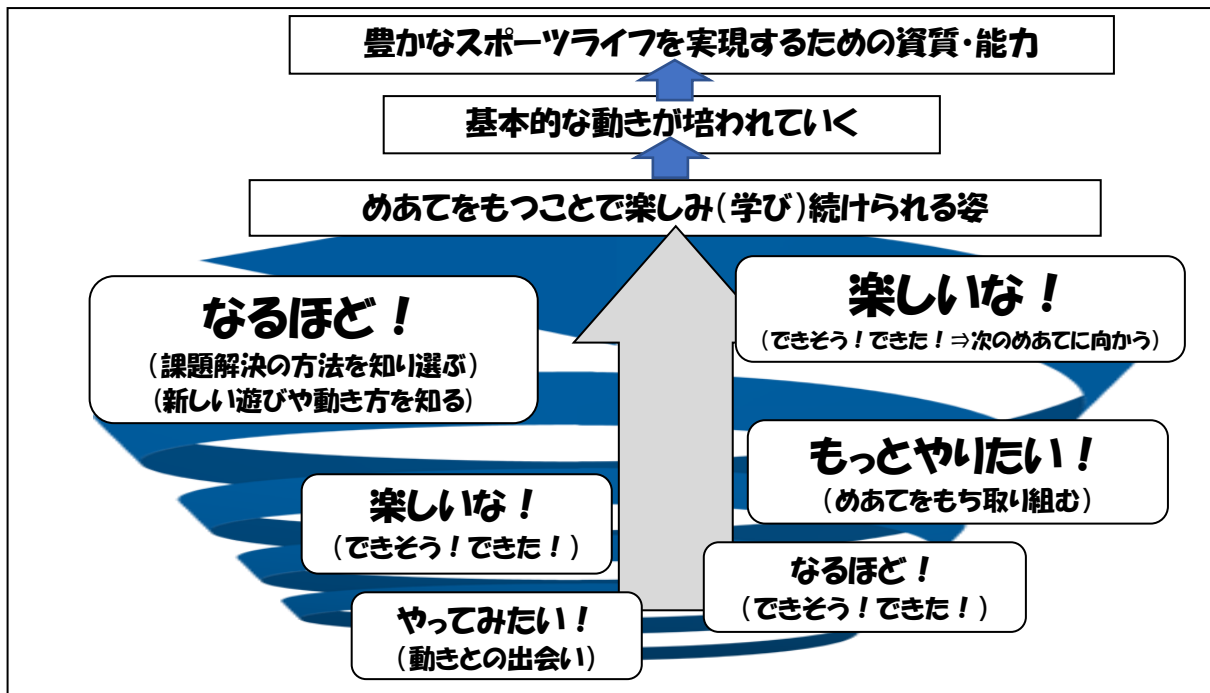 豊かなスポーツライフを実現するための資質・能力
基本的な動きが培われていく
めあてをもつことで楽しみ(学び)続けられる姿
なるほど！
(課題解決の方法を知り選ぶ)
(新しい遊びや動き方を知る)
楽しいな！
(できそう！できた！⇒次のめあてに向かう)
もっとやりたい！
(めあてをもち取り組む)
楽しいな！
(できそう！できた！)
なるほど！
(できそう！できた！)
やってみたい！
(動きとの出会い)